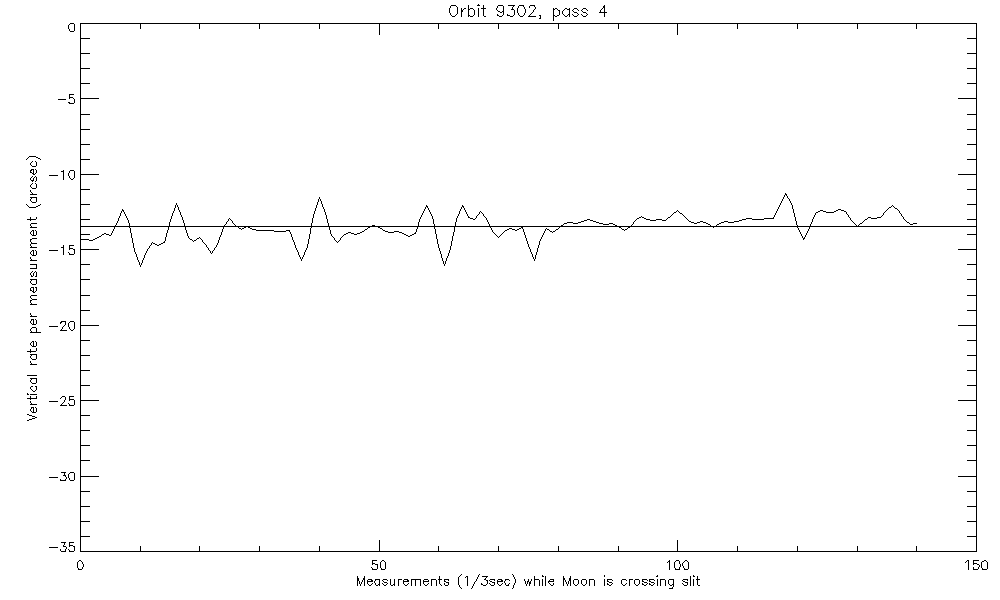 Orbit 9302, pass 4
Vertical rate per measurement (arcsec)
0
-5
-10
-15
-20
-25
-30
-35
0 50 100 150
Measurements (1/3sec) while Moon is crossing slit